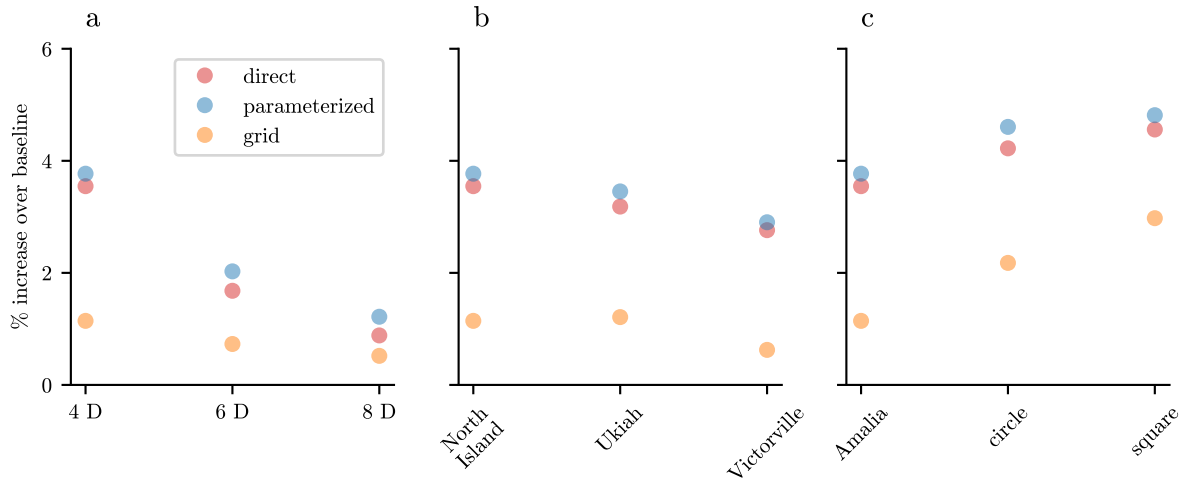 a
b
c
% increase over baseline
6
4
2
0
direct
parameterized
grid
4 D
6 D
8 D
North
Island
Ukiah
Victorville
Amalia
circle
square